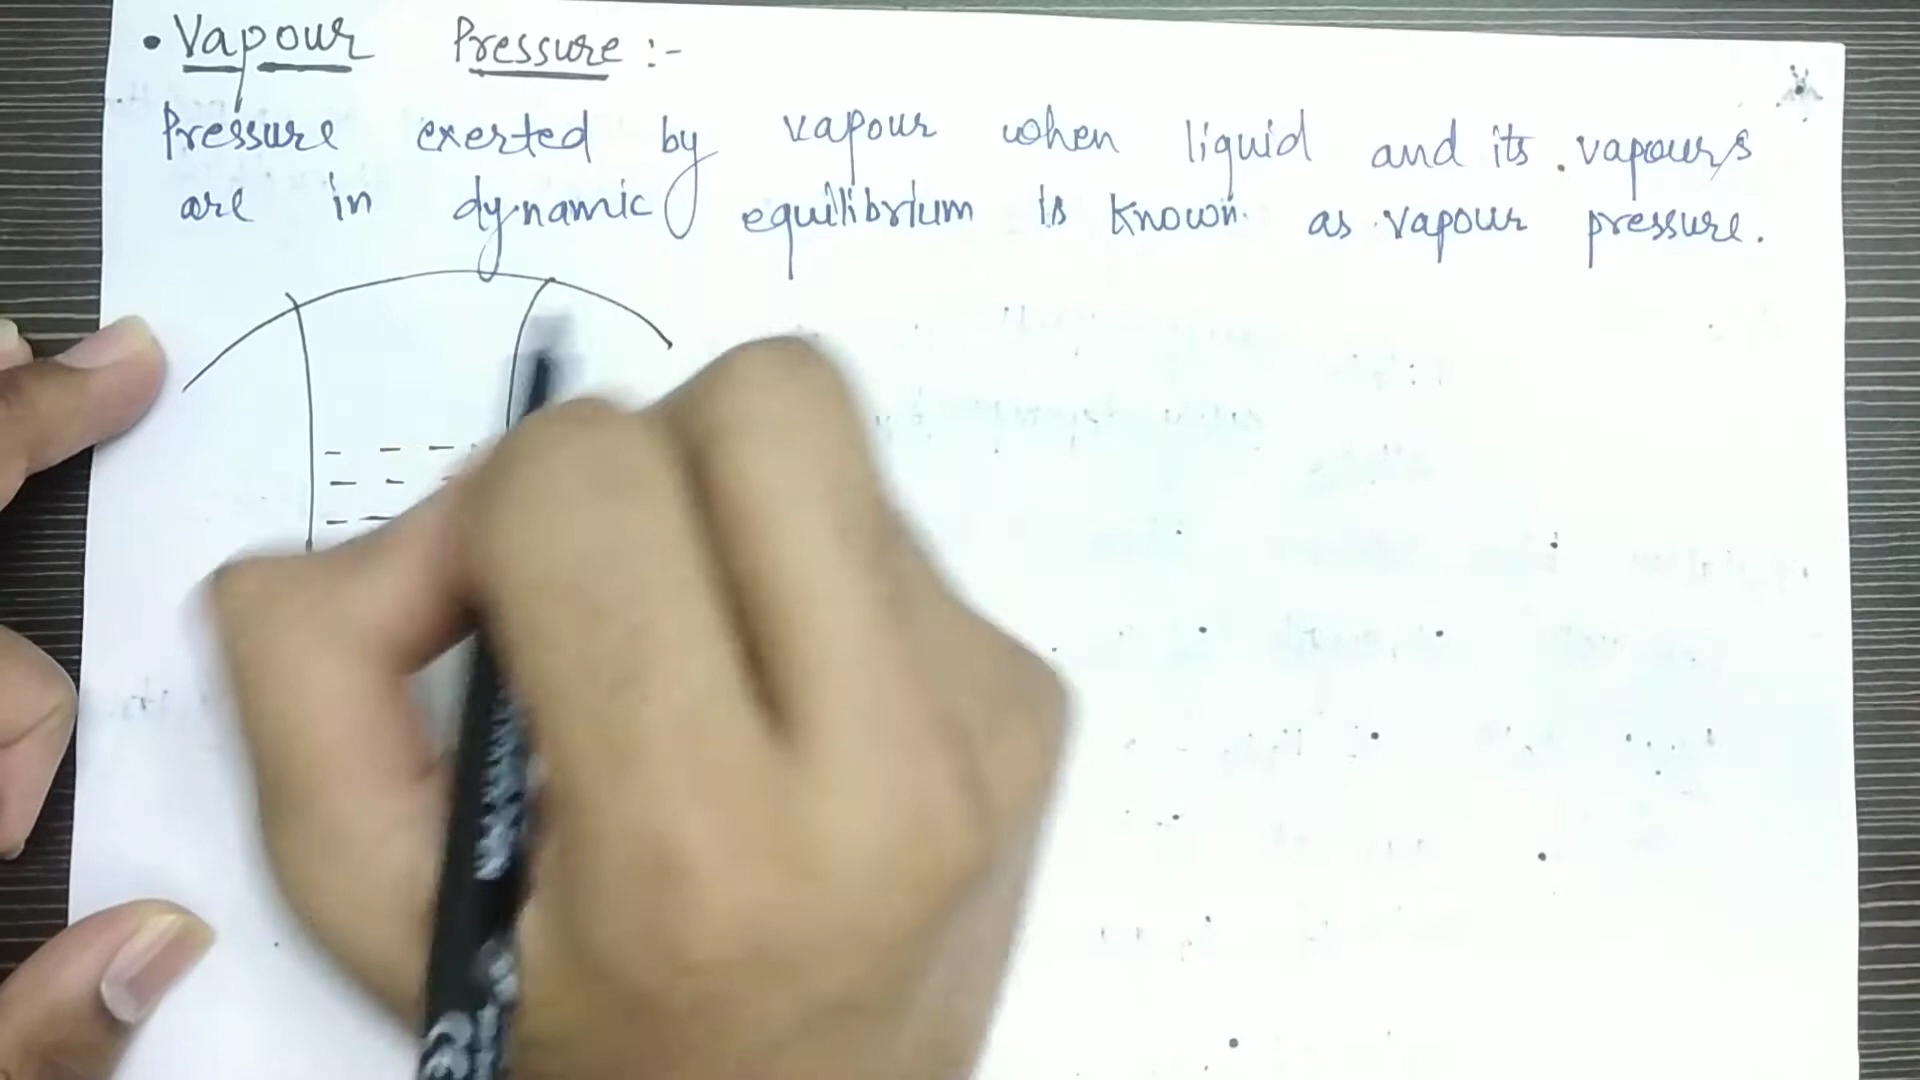 • Vapour Pressure :-
Pressure exerted by vapour when liquid and its vapours
are in dynamic equilibrium is known as vapour pressure.